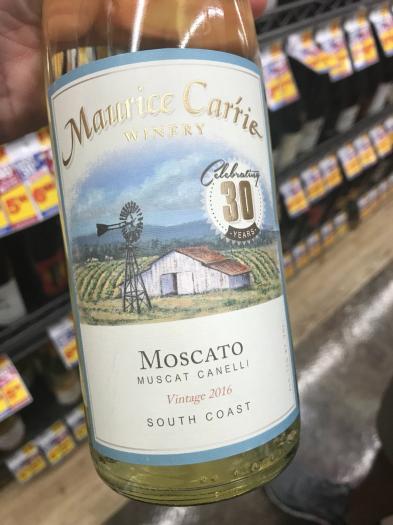 Maurice Car'rie
WINERY
Celebrating
30
YEARS
MOSCATO
MUSCAT CANELLI
Vintage 2016
SOUTH COAST